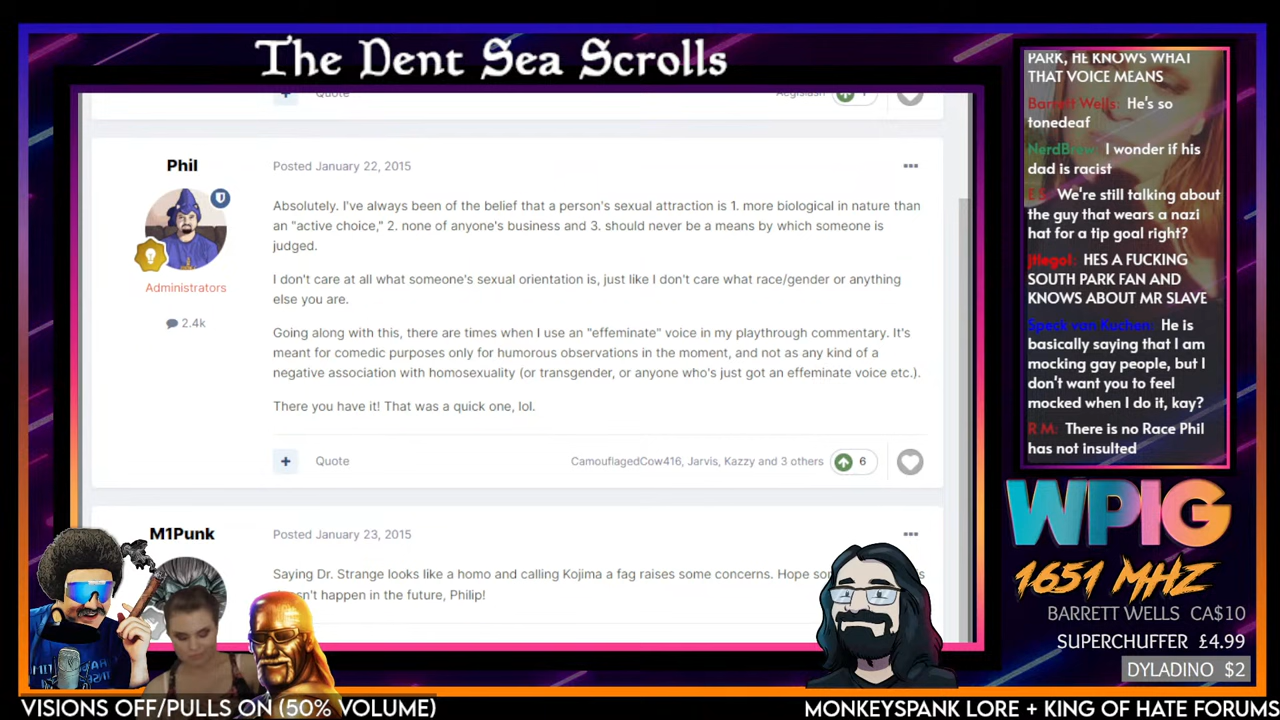 The Dent Sea Scrolls
Quote
Aegislash
Phil
Posted January 22, 2015
Absolutely. I've always been of the belief that a person's sexual attraction is 1. more biological in nature than
an "active choice," 2. none of anyone's business and 3. should never be a means by which someone is
judged.
I don't care at all what someone's sexual orientation is, just like I don't care what race/gender or anything
else you are.
Going along with this, there are times when I use an "effeminate" voice in my playthrough commentary. It's
meant for comedic purposes only for humorous observations in the moment, and not as any kind of a
negative association with homosexuality (or transgender, or anyone who's just got an effeminate voice etc.).
There you have it! That was a quick one, lol.
Administrators
2.4k
Quote
CamouflagedCow416, Jarvis, Kazzy and 3 others
6
M1Punk
Posted January 23, 2015
Saying Dr. Strange looks like a homo and calling Kojima a fag raises some concerns. Hope
happen in the future, Philip!
PARK, HE KNOWS WHAT
THAT VOICE MEANS
Barrett Wells: He's so
tonedeaf
NerdBrew: I wonder if his
dad is racist
E S: We're still talking about
the guy that wears a nazi
hat for a tip goal right?
jtlego1: HES A FUCKING
SOUTH PARK FAN AND
KNOWS ABOUT MR SLAVE
Speck van Kuchen: He is
basically saying that I am
mocking gay people, but I
don't want you to feel
mocked when I do it, kay?
R M: There is no Race Phil
has not insulted
WPIG
1651 MHZ
BARRETT WELLS CA$10
SUPERCHUFFER £4.99
DYLADINO $2
VISIONS OFF/PULLS ON (50% VOLUME)
MONKEYSPANK LORE + KING OF HATE FORUMS